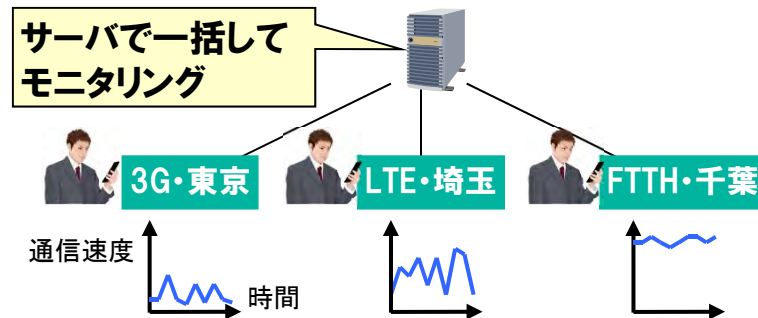 サーバで一括して
モニタリング
3G・東京
LTE・埼玉
FTTH・千葉
通信速度
時間